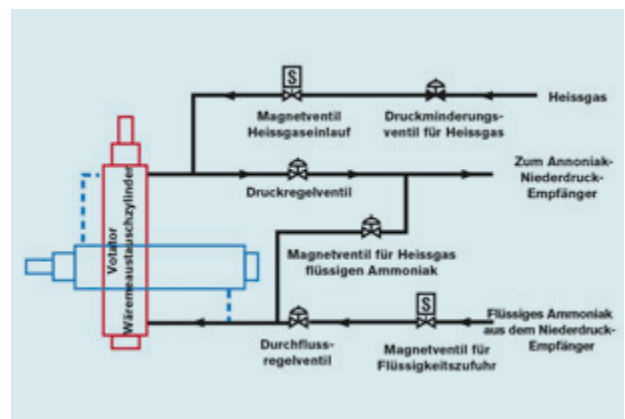 S
Heissgas
Magnetventil
Heissgaseinlauf
Druckminderungs-
ventil für Heissgas
Zum Annoniak-
Niederdruck-
Empfänger
Druckregelventil
Votator
Wärmeaustauschzylinder
Magnetventil für Heissgas
flüssigen Ammoniak
S
Flüssiges Ammoniak
aus dem Niederdruck-
Empfänger
Durchfluss-
regelventil
Magnetventil für
Flüssigkeitszufuhr